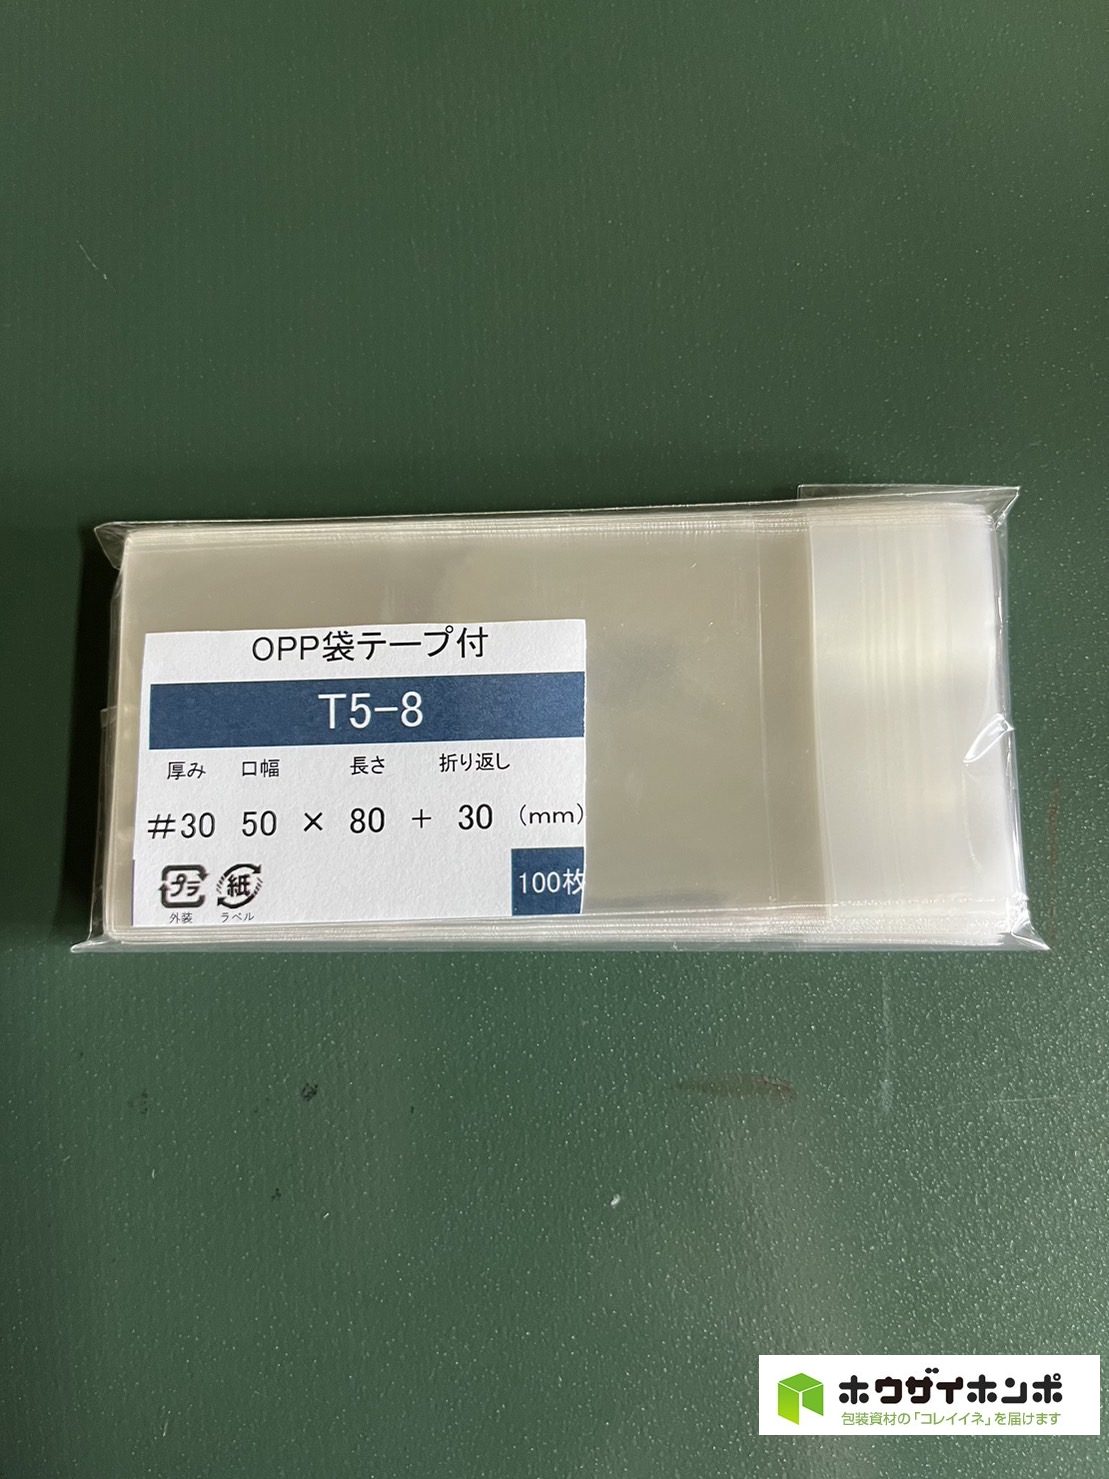 OPP袋テープ付
T5-8
厚み 口幅 長さ 折り返し
#30 50 × 80 + 30 (mm)
プラ 紙 100枚
外装 ラベル
ホウザイホンポ
包装資材の「コレイイネ」を届けます